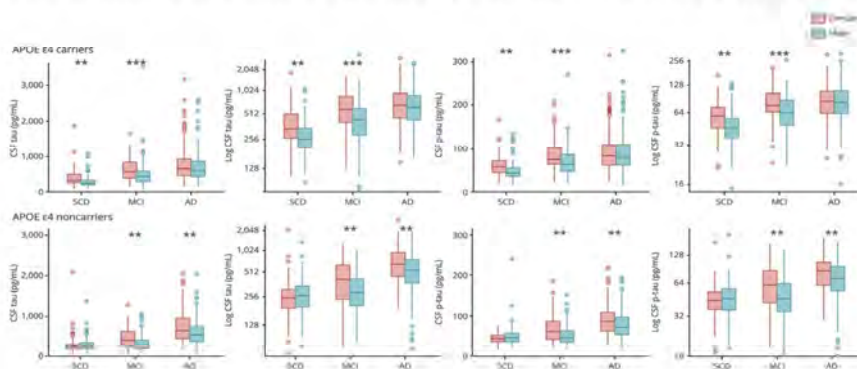 APOE ε4 carriers
CSF tau (pg/mL)
3,000
2,000
1,000
0
** ***
SCD MCI AD
Log CSF tau (pg/mL)
2,048
1,024
512
256
128
** ***
SCD MCI AD
CSF p-tau (pg/mL)
300
200
100
0
** ***
SCD MCI AD
Log CSF p-tau (pg/mL)
256
128
64
32
16
** ***
SCD MCI AD
APOE ε4 noncarriers
CSF tau (pg/mL)
3,000
2,000
1,000
0
** **
SCD MCI AD
Log CSF tau (pg/mL)
2,048
1,024
512
256
128
** **
SCD MCI AD
CSF p-tau (pg/mL)
300
200
100
0
** **
SCD MCI AD
Log CSF p-tau (pg/mL)
128
64
32
** **
SCD MCI AD